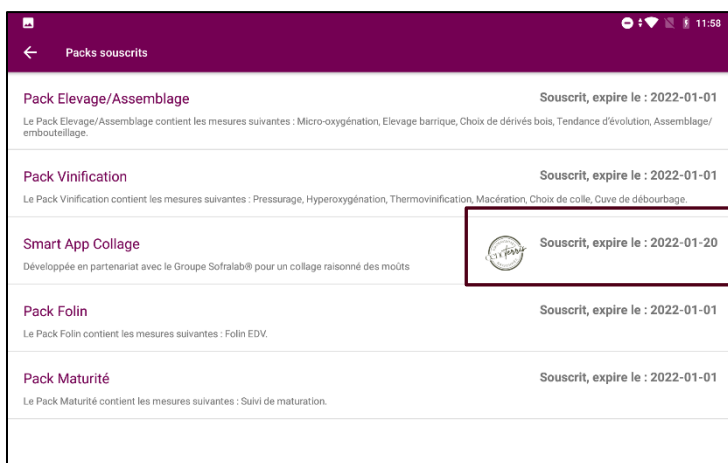 11:58
Packs souscrits
Pack Elevage/Assemblage
Souscrit, expire le : 2022-01-01
Le Pack Elevage/Assemblage contient les mesures suivantes : Micro-oxygénation, Elevage barrique, Choix de dérivés bois, Tendance d'évolution, Assemblage/
embouteillage.
Pack Vinification
Souscrit, expire le : 2022-01-01
Le Pack Vinification contient les mesures suivantes : Pressurage, Hyperoxygénation, Thermovinification, Macération, Choix de colle, Cuve de débourbage.
Smart App Collage
Souscrit, expire le : 2022-01-20
Développée en partenariat avec le Groupe Sofralab® pour un collage raisonné des moûts
Pack Folin
Souscrit, expire le : 2022-01-01
Le Pack Folin contient les mesures suivantes : Folin EDV.
Pack Maturité
Souscrit, expire le : 2022-01-01
Le Pack Maturité contient les mesures suivantes : Suivi de maturation.